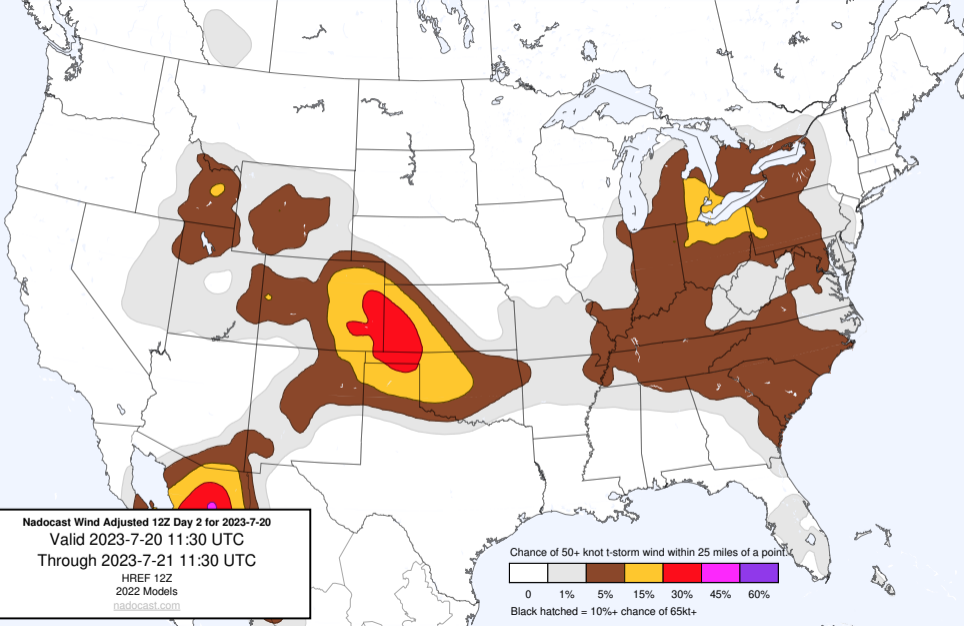 Nadocast Wind Adjusted 12Z Day 2 for 2023-7-20
Valid 2023-7-20 11:30 UTC
Through 2023-7-21 11:30 UTC
HREF 12Z
2022 Models
nadocast.com
Chance of 50+ knot t-storm wind within 25 miles of a point.
0 1% 5% 15% 30% 45% 60%
Black hatched = 10%+ chance of 65kt+